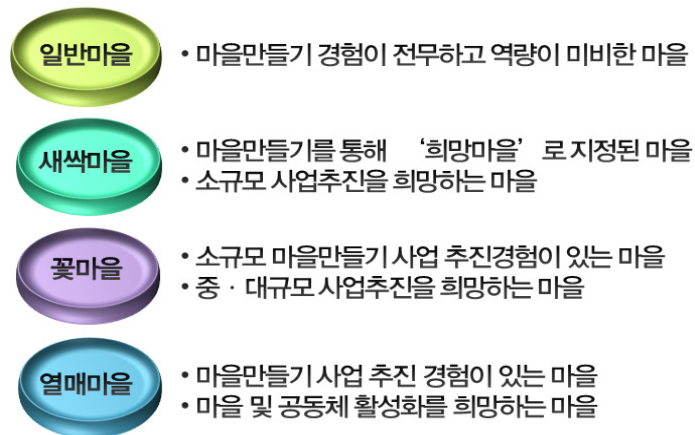 일반마을
• 마을만들기 경험이 전무하고 역량이 미비한 마을
새싹마을
• 마을만들기를 통해 ‘희망마을’ 로 지정된 마을
• 소규모 사업추진을 희망하는 마을
꽃마을
• 소규모 마을만들기 사업 추진경험이 있는 마을
• 중 · 대규모 사업추진을 희망하는 마을
열매마을
• 마을만들기 사업 추진 경험이 있는 마을
• 마을 및 공동체 활성화를 희망하는 마을